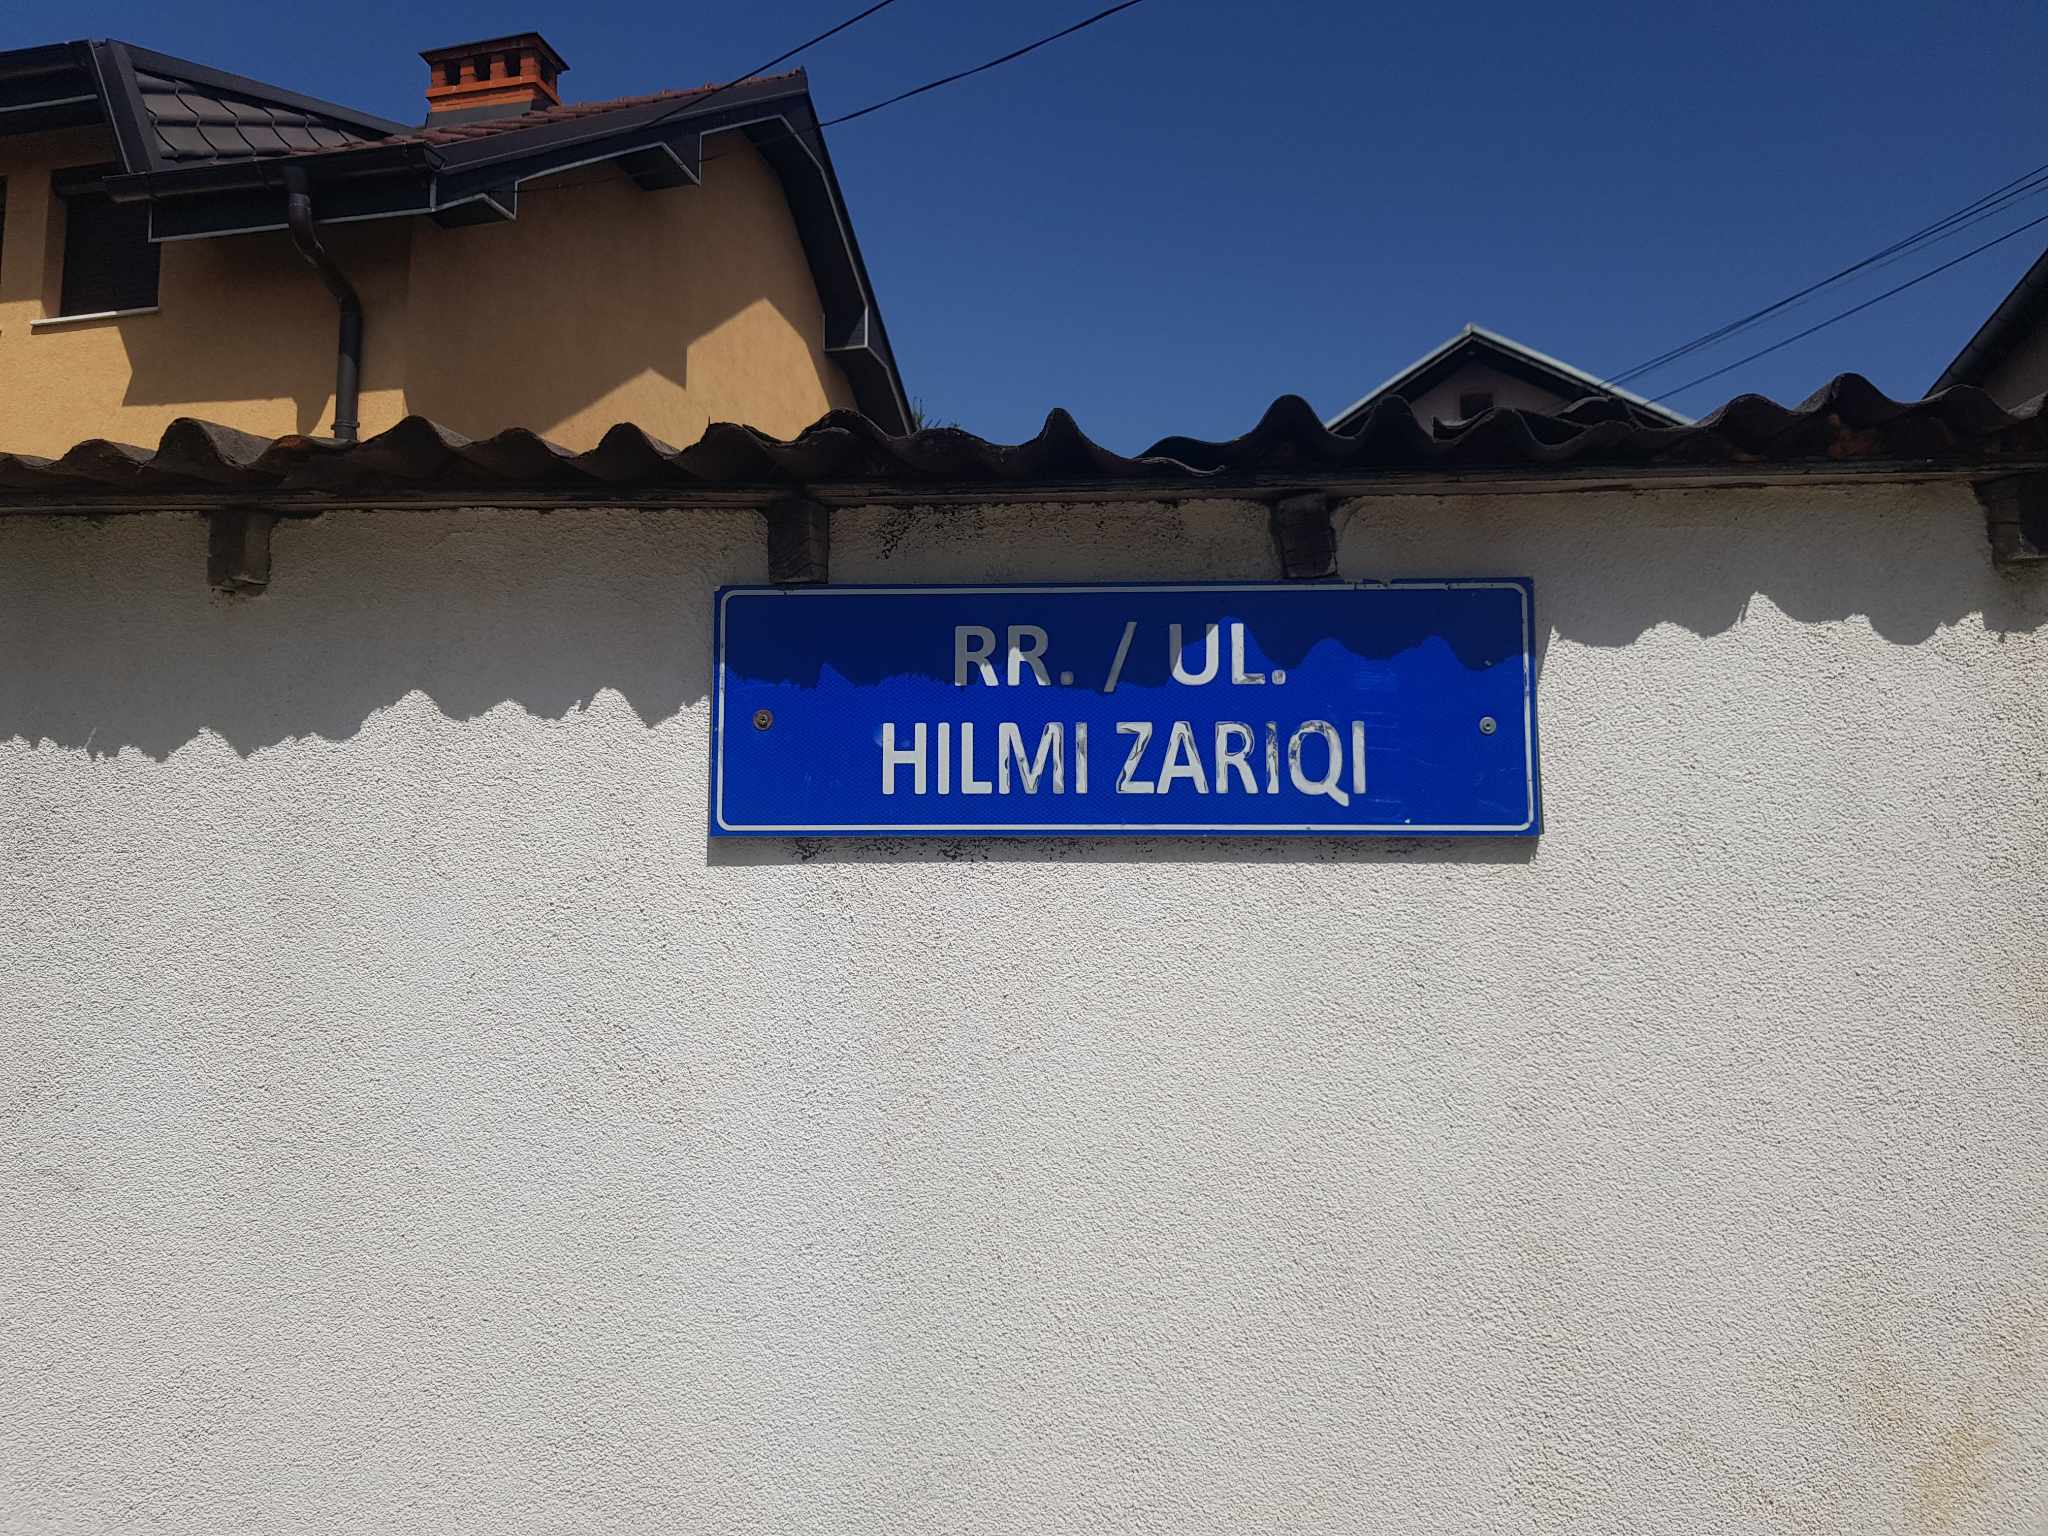 RR. / UL.
HILMI ZARIQI